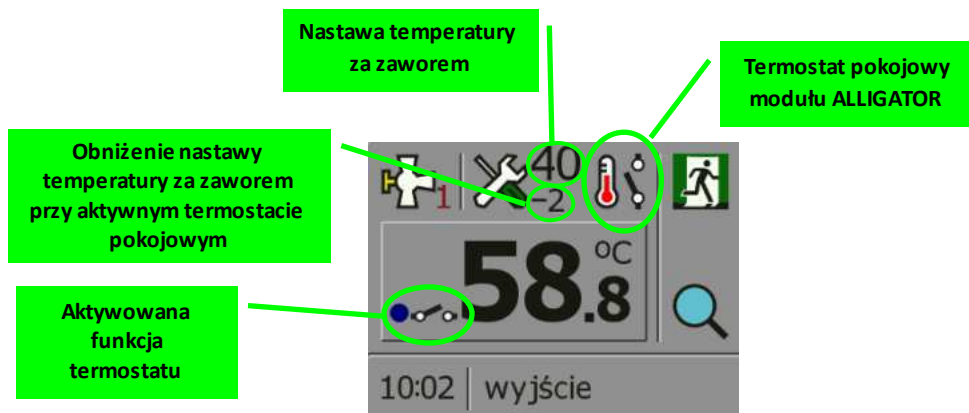 Nastawa temperatury
za zaworem
Termostat pokojowy
modułu ALLIGATOR
Obniżenie nastawy
temperatury za zaworem
przy aktywnym termostacie
pokojowym
Aktywowana
funkcja
termostatu
1
40
-2
58.8 °C
10:02 wyjście